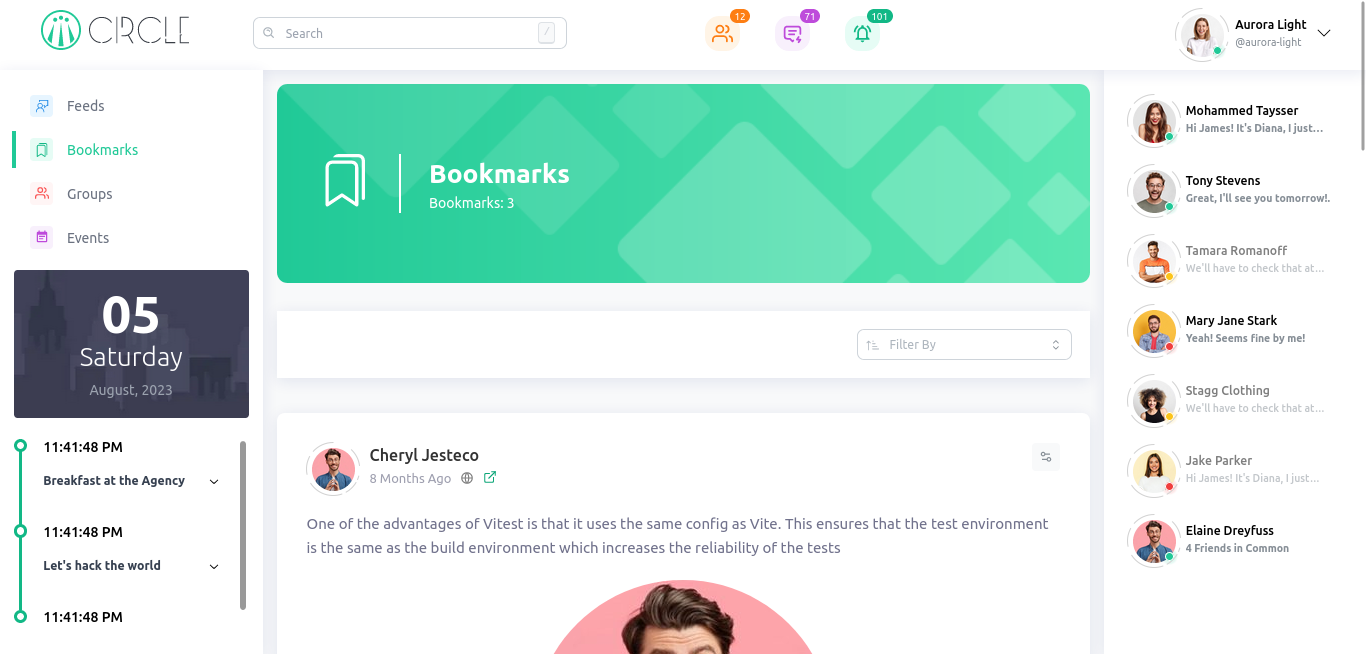 CIRCLE
Search
/
12
71
101
Aurora Light
@aurora-light
Feeds
Bookmarks
Groups
Events
05
Saturday
August, 2023
11:41:48 PM
Breakfast at the Agency
11:41:48 PM
Let's hack the world
11:41:48 PM
Bookmarks
Bookmarks: 3
Filter By
Cheryl Jesteco
8 Months Ago
One of the advantages of Vitest is that it uses the same config as Vite. This ensures that the test environment
is the same as the build environment which increases the reliability of the tests
Mohammed Taysser
Hi James! It's Diana, I just...
Tony Stevens
Great, I'll see you tomorrow!.
Tamara Romanoff
We'll have to check that at...
Mary Jane Stark
Yeah! Seems fine by me!
Stagg Clothing
We'll have to check that at...
Jake Parker
Hi James! It's Diana, I just...
Elaine Dreyfuss
4 Friends in Common